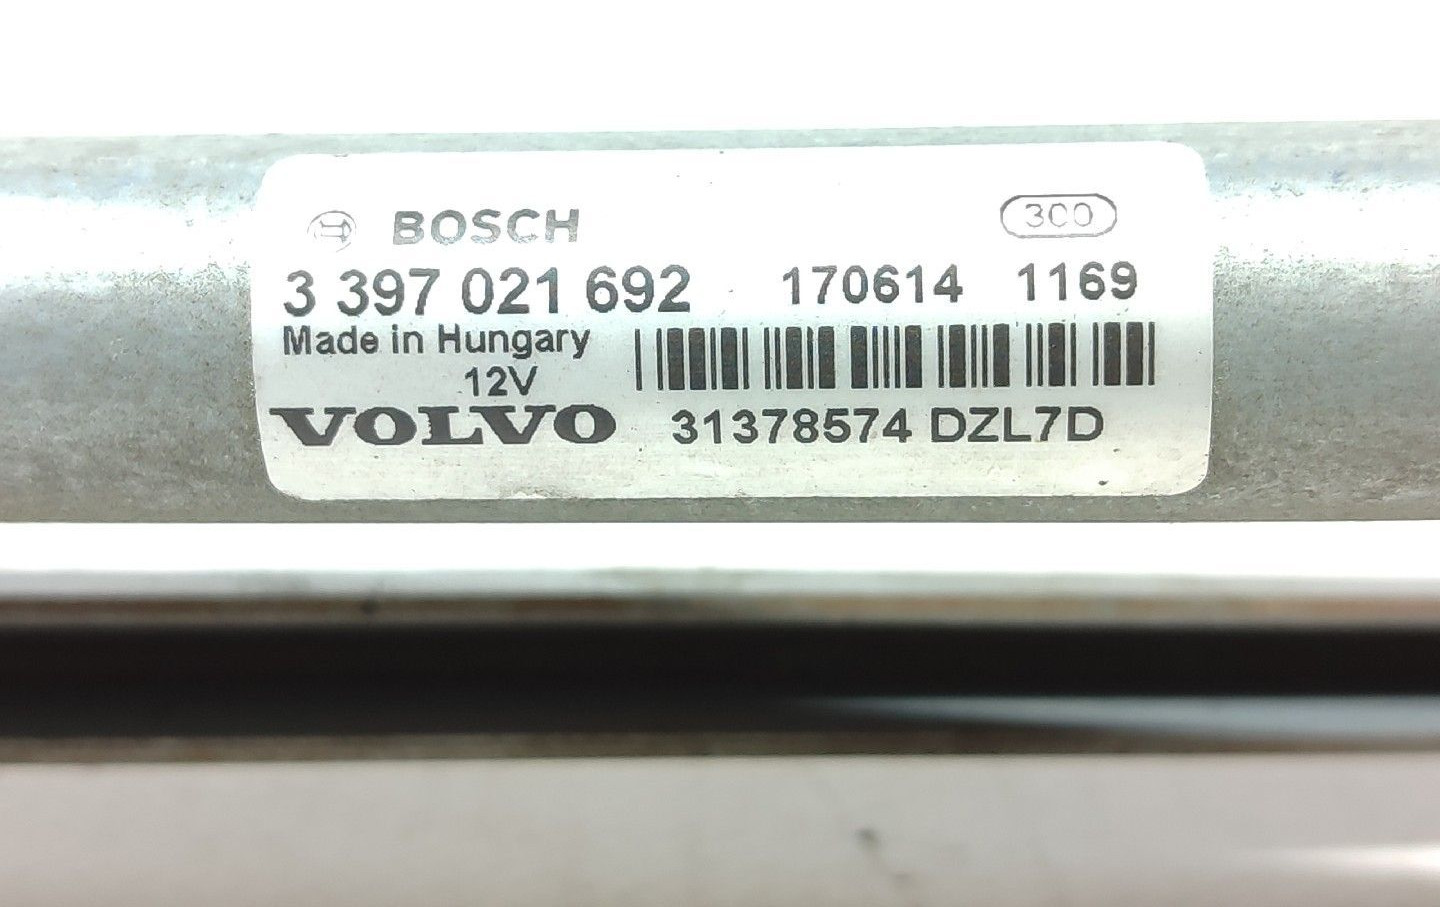 BOSCH 300
3 397 021 692 170614 1169
Made in Hungary
12V
VOLVO 31378574 DZL7D